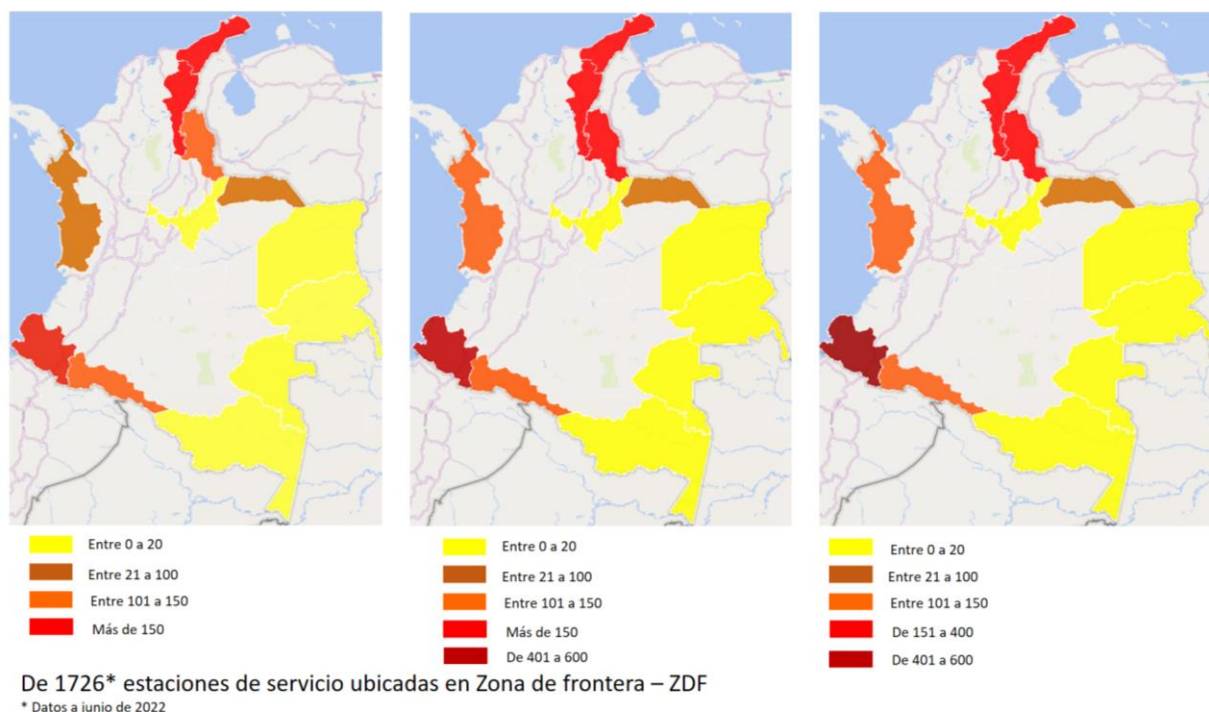 Entre 0 a 20
Entre 21 a 100
Entre 101 a 150
Más de 150
Entre 0 a 20
Entre 21 a 100
Entre 101 a 150
Más de 150
De 401 a 600
Entre 0 a 20
Entre 21 a 100
Entre 101 a 150
De 151 a 400
De 401 a 600
De 1726* estaciones de servicio ubicadas en Zona de frontera – ZDF
* Datos a junio de 2022